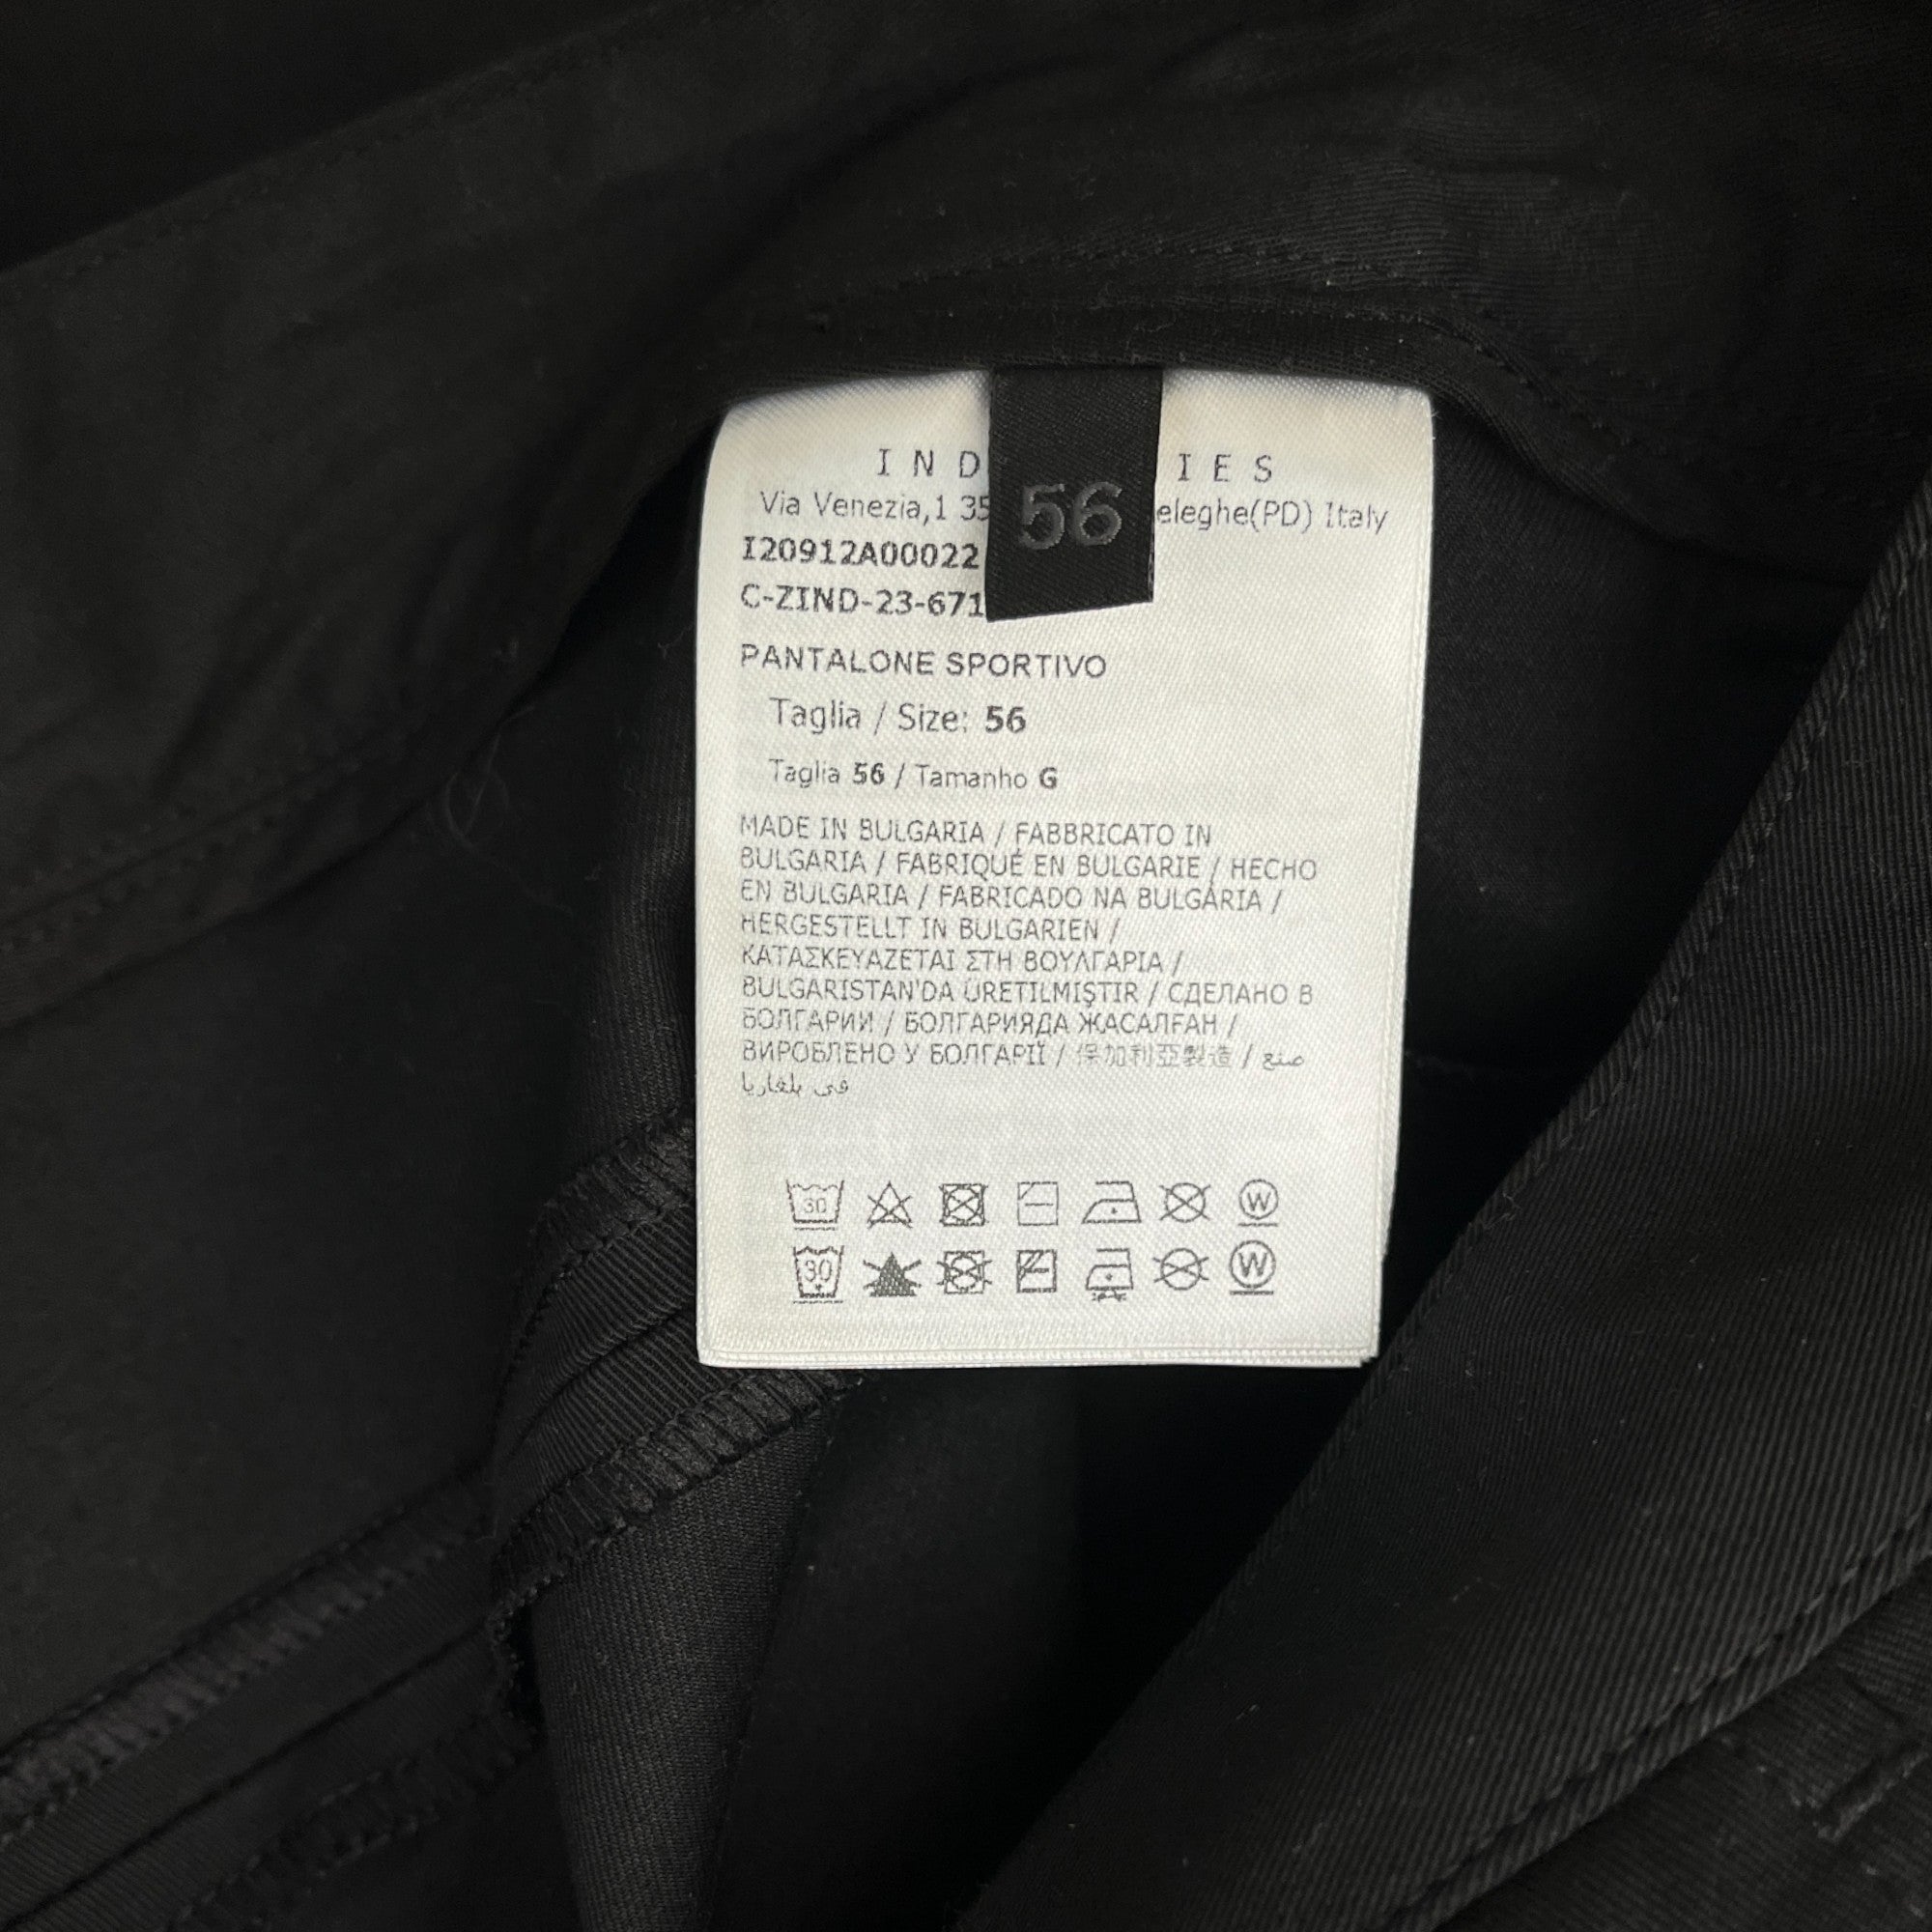 I N D I E S
Via Venezia,1 35 eleghe(PD) Italy
56
I20912A00022
C-ZIND-23-671
PANTALONE SPORTIVO
Taglia / Size: 56
Taglia 56 / Tamanho G
MADE IN BULGARIA / FABBRICATO IN
BULGARIA / FABRIQUÉ EN BULGARIE / HECHO
EN BULGARIA / FABRICADO NA BULGÁRIA /
HERGESTELLT IN BULGARIEN /
ΚΑΤΑΣΚΕΥΑΖΕΤΑΙ ΣΤΗ ΒΟΥΛΓΑΡΙΑ /
BULGARISTAN'DA ÜRETILMIŞTIR / СДЕЛАНО В
БОЛГАРИИ / БОЛГАРИЯДА ЖАСАЛҒАН /
ВИРОБЛЕНО У БОЛГАРІЇ / 保加利亞製造 / صنع
في بلغاريا
30 W
30 W